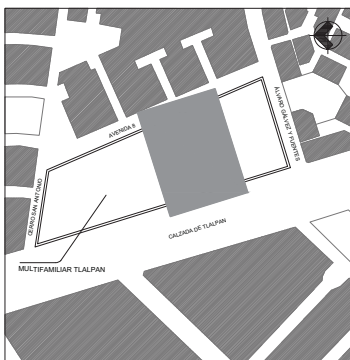 AVENIDA 8
ÁLVARO GÁLVEZ Y FUENTES
CERRO SAN ANTONIO
CALZADA DE TLALPAN
MULTIFAMILIAR TLALPAN